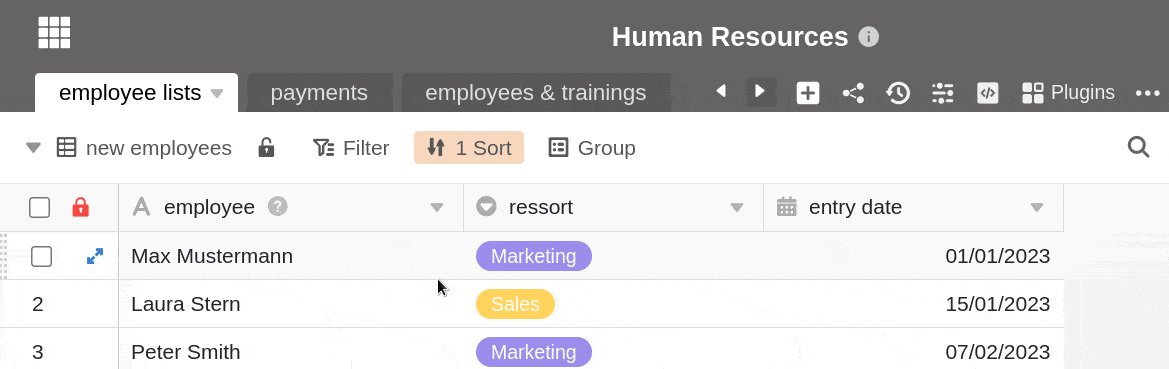 Human Resources
employee lists payments employees & trainings Plugins
new employees Filter 1 Sort Group
employee ressort entry date
Max Mustermann Marketing 01/01/2023
2 Laura Stern Sales 15/01/2023
3 Peter Smith Marketing 07/02/2023